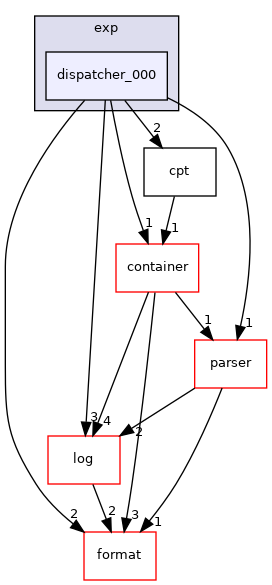 exp
dispatcher_000
2
cpt
1
1
container
1
1
parser
3
4
2
log
2
2
3
1
format